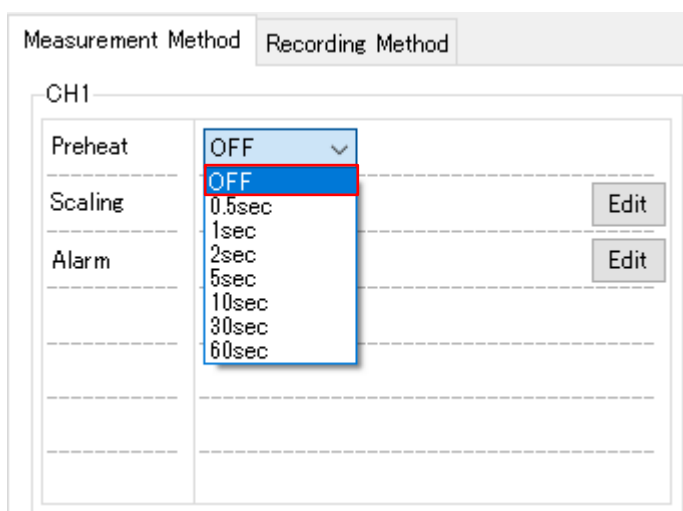 Measurement Method
Recording Method
CH1
Preheat
OFF
OFF
0.5sec
Scaling
Edit
1sec
2sec
Alarm
Edit
5sec
10sec
30sec
60sec